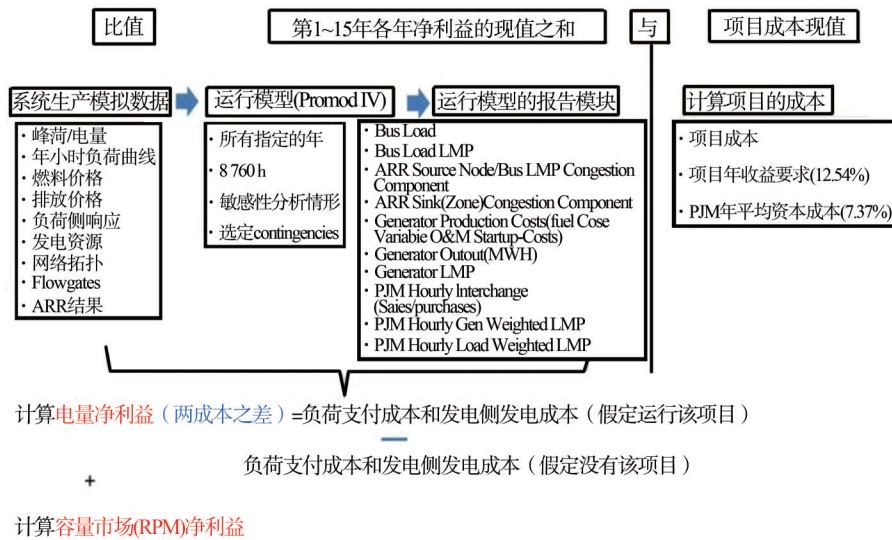 比值
第1~15年各年净利益的现值之和
与
项目成本现值
系统生产模拟数据
运行模型(Promod IV)
运行模型的报告模块
计算项目的成本
· 峰菏/电量
· 年小时负荷曲线
· 燃料价格
· 排放价格
· 负荷侧响应
· 发电资源
· 网络拓扑
· Flowgates
· ARR结果
· 所有指定的年
· 8 760 h
· 敏感性分析情形
· 选定contingencies
· Bus Load
· Bus Load LMP
· ARR Source Node/Bus LMP Congestion
Component
· ARR Sink(Zone)Congestion Component
· Generator Production Costs(fuel Cose
Variabie O&M Startup-Costs)
· Generator Outout(MWH)
· Generator LMP
· PJM Hourly Interchange
(Saies/purchases)
· PJM Hourly Gen Weighted LMP
· PJM Hourly Load Weighted LMP
· 项目成本
· 项目年收益要求(12.54%)
· PJM年平均资本成本(7.37%)
计算电量净利益（两成本之差）=负荷支付成本和发电侧发电成本（假定运行该项目）
—
负荷支付成本和发电侧发电成本（假定没有该项目）
+
计算容量市场(RPM)净利益